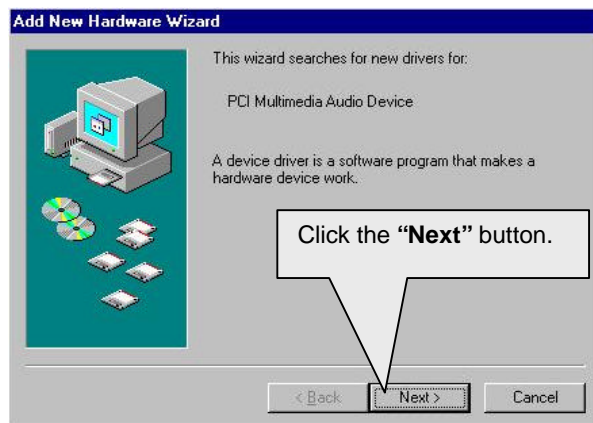 Add New Hardware Wizard
This wizard searches for new drivers for:
PCI Multimedia Audio Device
A device driver is a software program that makes a
hardware device work.
Click the “Next” button.
< Back
Next >
Cancel